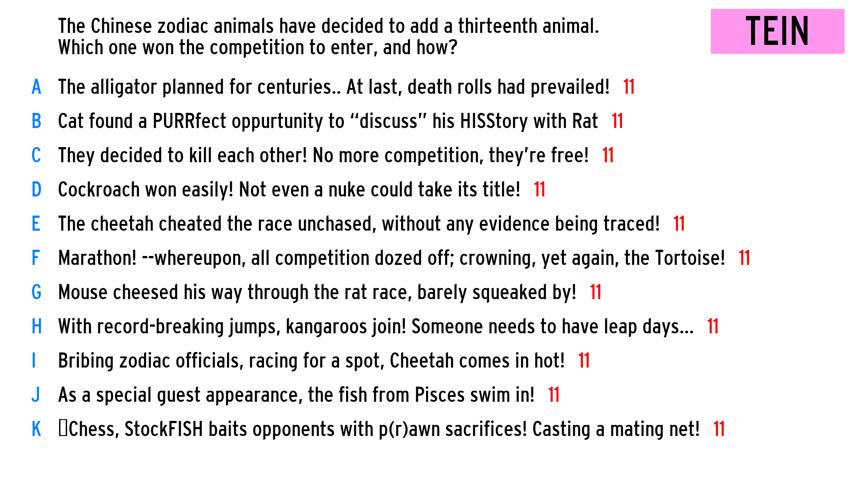 The Chinese zodiac animals have decided to add a thirteenth animal.
Which one won the competition to enter, and how?
TEIN
A The alligator planned for centuries.. At last, death rolls had prevailed! 11
B Cat found a PURRfect oppurtunity to “discuss” his HISStory with Rat 11
C They decided to kill each other! No more competition, they’re free! 11
D Cockroach won easily! Not even a nuke could take its title! 11
E The cheetah cheated the race unchased, without any evidence being traced! 11
F Marathon! --whereupon, all competition dozed off; crowning, yet again, the Tortoise! 11
G Mouse cheesed his way through the rat race, barely squeaked by! 11
H With record-breaking jumps, kangaroos join! Someone needs to have leap days... 11
I Bribing zodiac officials, racing for a spot, Cheetah comes in hot! 11
J As a special guest appearance, the fish from Pisces swim in! 11
K Chess, StockFISH baits opponents with p(r)awn sacrifices! Casting a mating net! 11